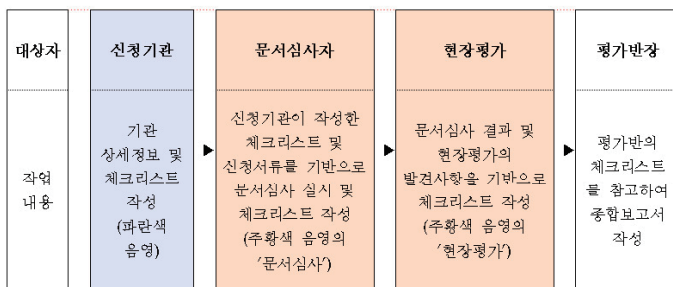 대상자
신청기관
문서심사자
현장평가
평가반장
작업
내용
기관
상세정보 및
체크리스트
작성
(파란색
음영)
▶
신청기관이 작성한
체크리스트 및
신청서류를 기반으로
문서심사 실시 및
체크리스트 작성
(주황색 음영의
'문서심사')
▶
문서심사 결과 및
현장평가의
발견사항을 기반으로
체크리스트 작성
(주황색 음영의
'현장평가')
▶
평가반의
체크리스트
를 참고하여
종합보고서
작성